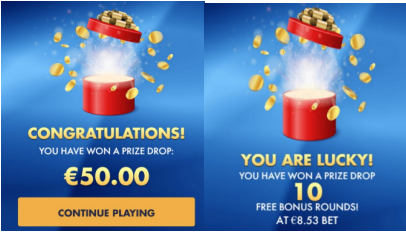 CONGRATULATIONS!
YOU HAVE WON A PRIZE DROP:
€50.00
CONTINUE PLAYING
YOU ARE LUCKY!
YOU HAVE WON A PRIZE DROP
10
FREE BONUS ROUNDS!
AT €8.53 BET